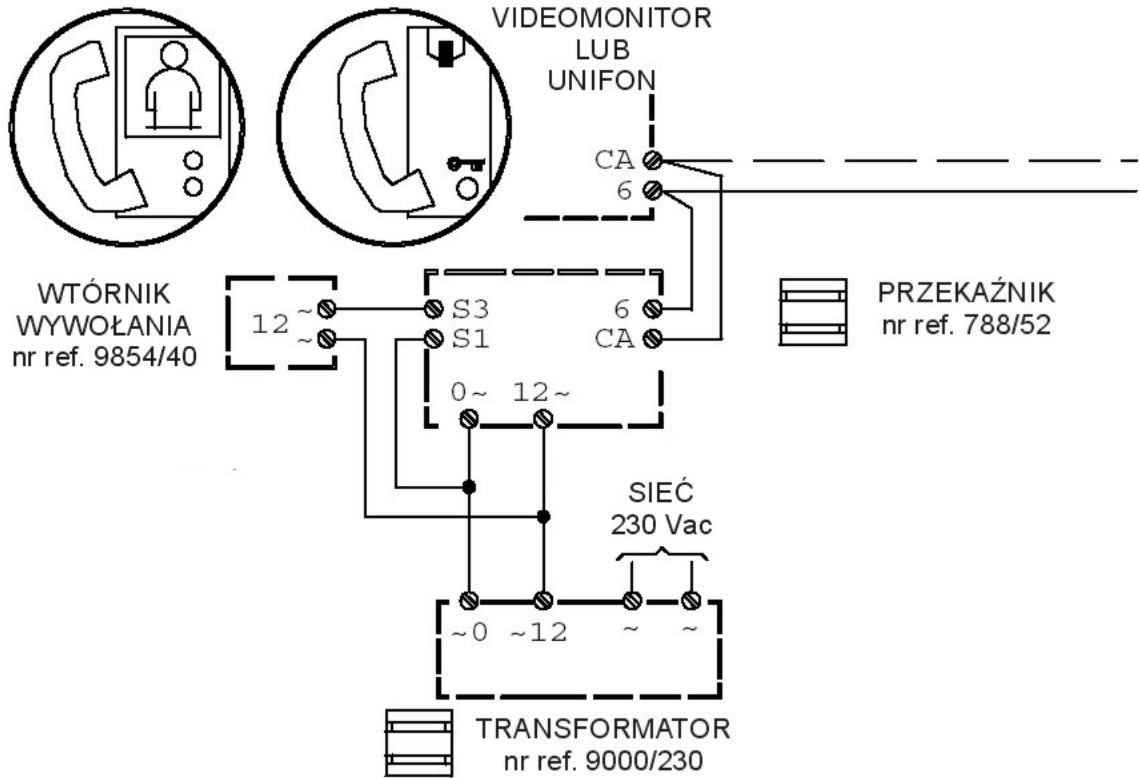 VIDEOMONITOR
LUB
UNIFON
CA
6
WTÓRNIK
WYWOŁANIA
nr ref. 9854/40
12 ~
~
S3
S1
6
CA
0~ 12~
PRZEKAŹNIK
nr ref. 788/52
SIEĆ
230 Vac
~0 ~12 ~ ~
TRANSFORMATOR
nr ref. 9000/230